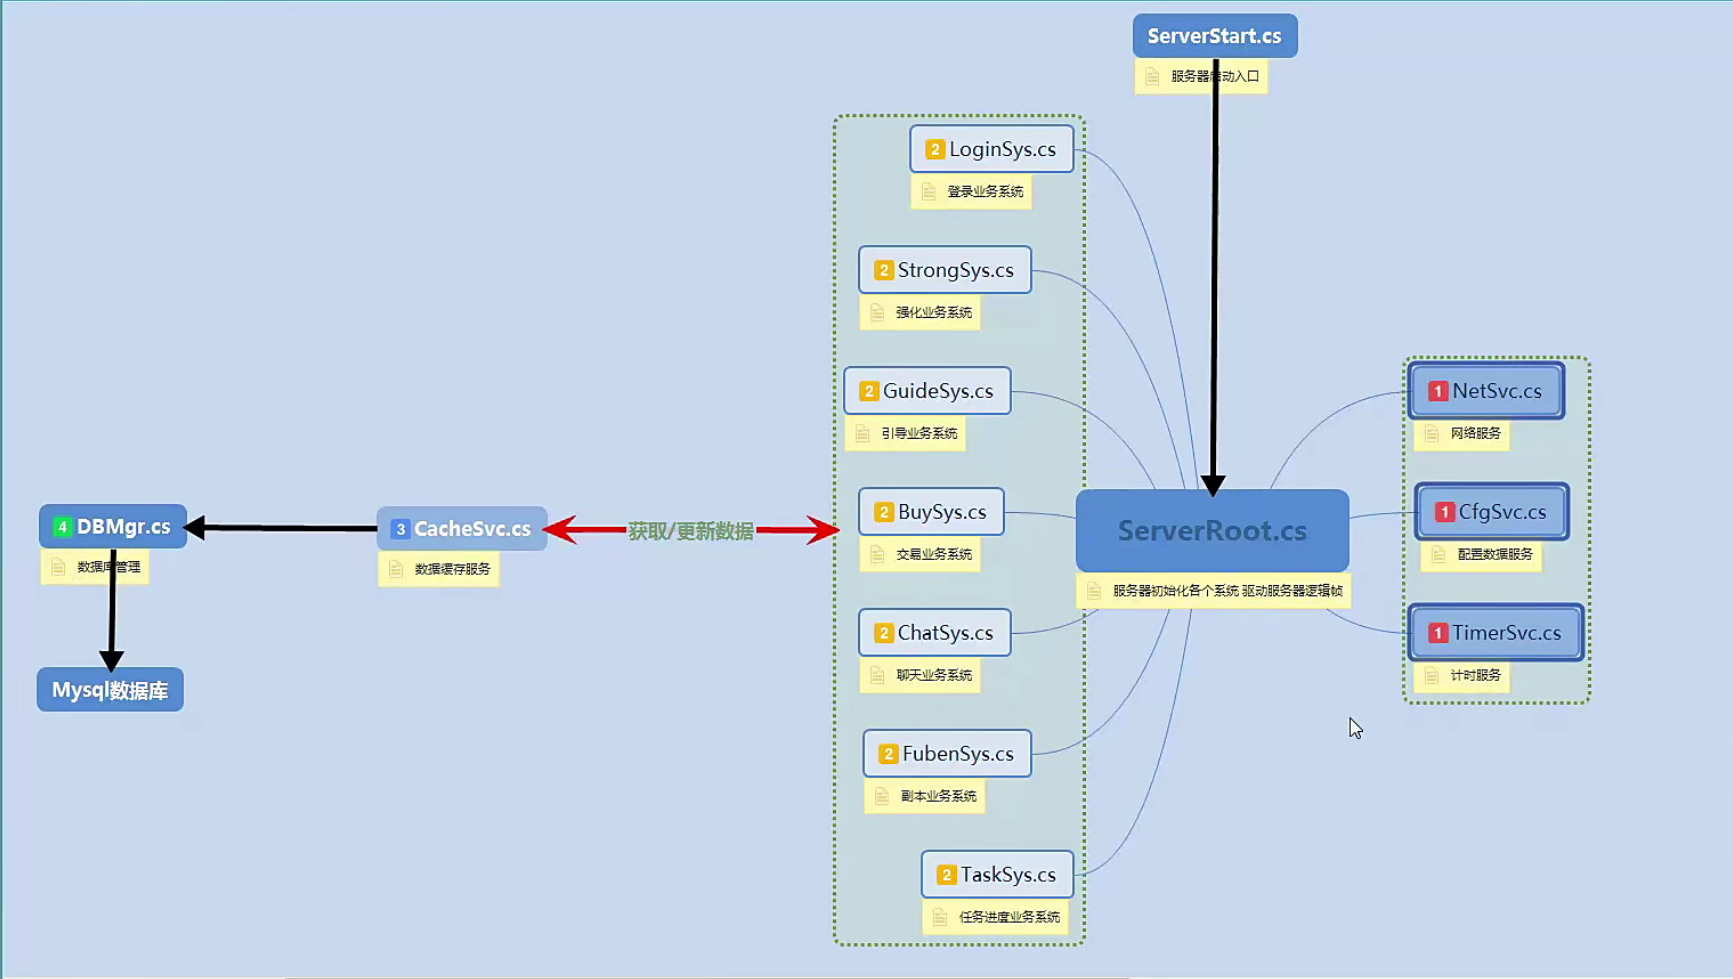 ServerStart.cs
服务器启动入口
2 LoginSys.cs
登录业务系统
2 StrongSys.cs
强化业务系统
2 GuideSys.cs
引导业务系统
2 BuySys.cs
交易业务系统
2 ChatSys.cs
聊天业务系统
2 FubenSys.cs
副本业务系统
2 TaskSys.cs
任务进度业务系统
ServerRoot.cs
服务器初始化各个系统 驱动服务器逻辑帧
1 NetSvc.cs
网络服务
1 CfgSvc.cs
配置数据服务
1 TimerSvc.cs
计时服务
获取/更新数据
3 CacheSvc.cs
数据缓存服务
4 DBMgr.cs
数据库管理
Mysql数据库